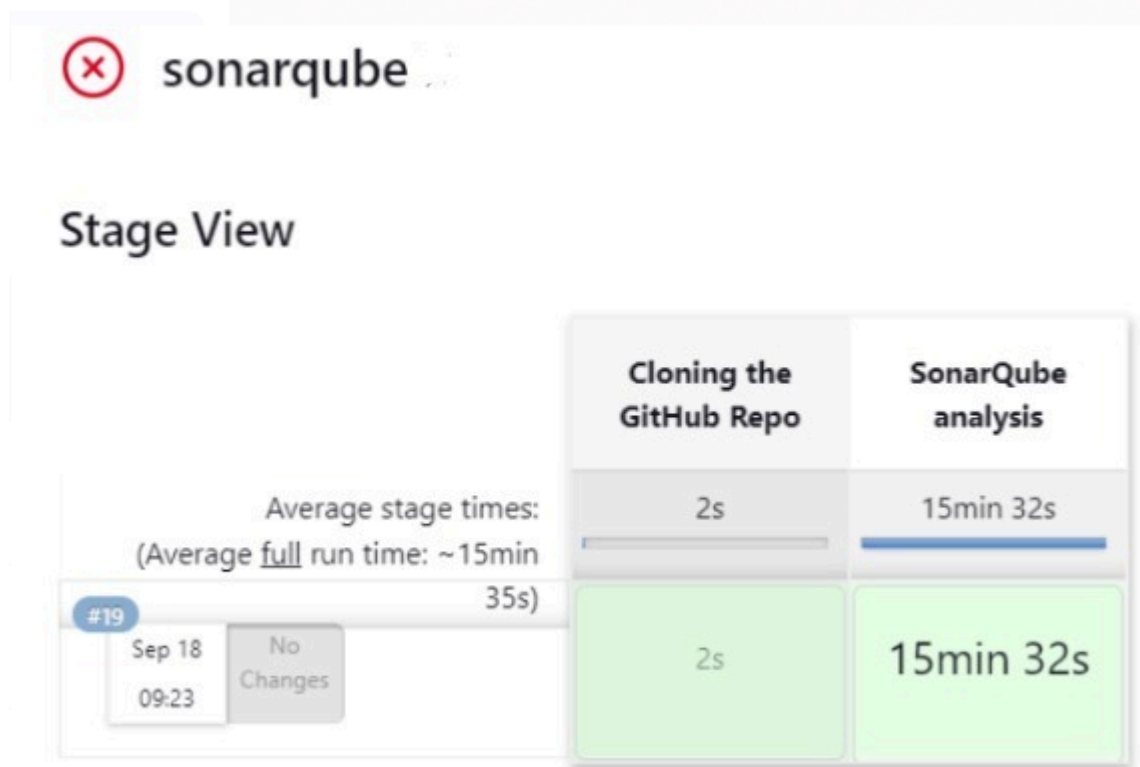 sonarqube
Stage View
Cloning the
GitHub Repo
SonarQube
analysis
Average stage times:
(Average full run time: ~15min
35s)
2s
15min 32s
#19
Sep 18
09:23
No
Changes
2s
15min 32s